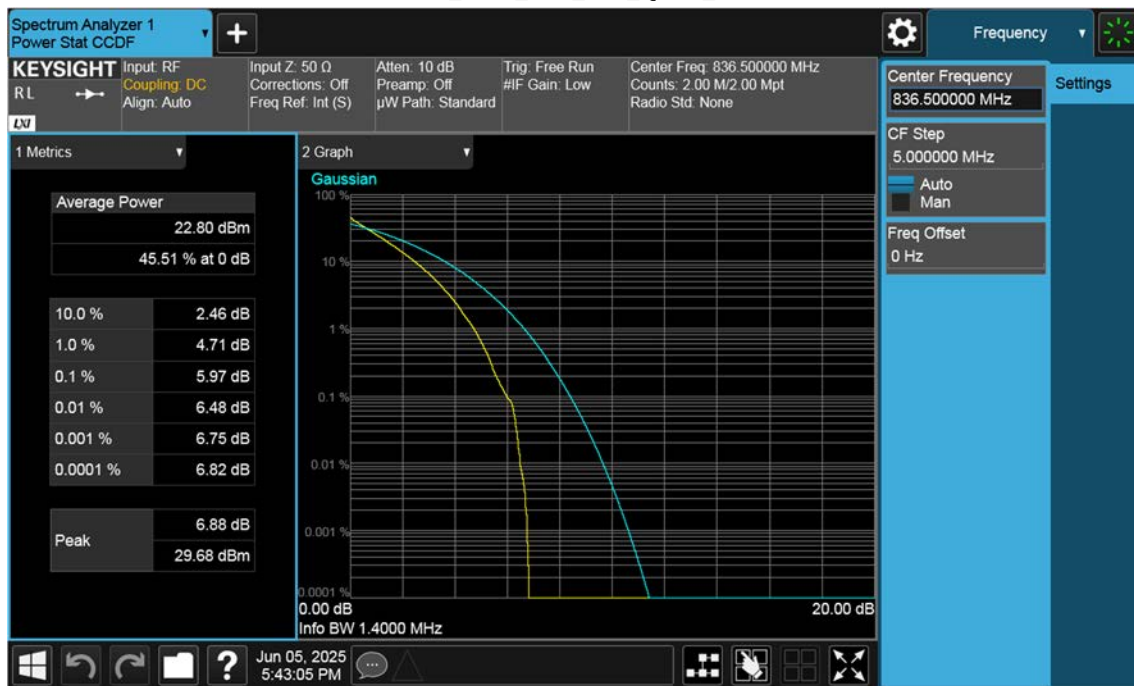 Spectrum Analyzer 1
Power Stat CCDF
Frequency
KEYSIGHT
RL
LXI
Input: RF
Coupling: DC
Align: Auto
Input Z: 50 Ω
Corrections: Off
Freq Ref: Int (S)
Atten: 10 dB
Preamp: Off
µW Path: Standard
Trig: Free Run
#IF Gain: Low
Center Freq: 836.500000 MHz
Counts: 2.00 M/2.00 Mpt
Radio Std: None
Center Frequency
836.500000 MHz
Settings
CF Step
5.000000 MHz
Auto
Man
Freq Offset
0 Hz
1 Metrics
Average Power
22.80 dBm
45.51 % at 0 dB
10.0 % 2.46 dB
1.0 % 4.71 dB
0.1 % 5.97 dB
0.01 % 6.48 dB
0.001 % 6.75 dB
0.0001 % 6.82 dB
Peak
6.88 dB
29.68 dBm
2 Graph
Gaussian
100 %
10 %
1 %
0.1 %
0.01 %
0.001 %
0.0001 %
0.00 dB 20.00 dB
Info BW 1.4000 MHz
Jun 05, 2025
5:43:05 PM